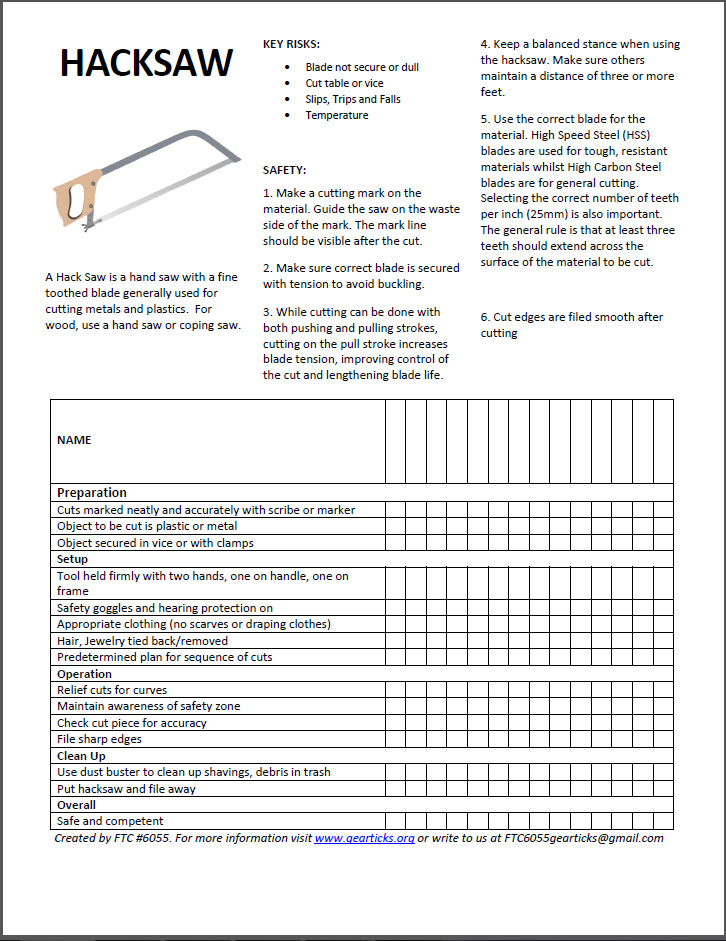 HACKSAW
A Hack Saw is a hand saw with a fine
toothed blade generally used for
cutting metals and plastics.  For
wood, use a hand saw or coping saw.
KEY RISKS:
• Blade not secure or dull
• Cut table or vice
• Slips, Trips and Falls
• Temperature
SAFETY:
1. Make a cutting mark on the
material. Guide the saw on the waste
side of the mark. The mark line
should be visible after the cut.
2. Make sure correct blade is secured
with tension to avoid buckling.
3. While cutting can be done with
both pushing and pulling strokes,
cutting on the pull stroke increases
blade tension, improving control of
the cut and lengthening blade life.
4. Keep a balanced stance when using
the hacksaw. Make sure others
maintain a distance of three or more
feet.
5. Use the correct blade for the
material. High Speed Steel (HSS)
blades are used for tough, resistant
materials whilst High Carbon Steel
blades are for general cutting.
Selecting the correct number of teeth
per inch (25mm) is also important.
The general rule is that at least three
teeth should extend across the
surface of the material to be cut.
6. Cut edges are filed smooth after
cutting
NAME
Preparation
Cuts marked neatly and accurately with scribe or marker
Object to be cut is plastic or metal
Object secured in vice or with clamps
Setup
Tool held firmly with two hands, one on handle, one on
frame
Safety goggles and hearing protection on
Appropriate clothing (no scarves or draping clothes)
Hair, Jewelry tied back/removed
Predetermined plan for sequence of cuts
Operation
Relief cuts for curves
Maintain awareness of safety zone
Check cut piece for accuracy
File sharp edges
Clean Up
Use dust buster to clean up shavings, debris in trash
Put hacksaw and file away
Overall
Safe and competent
Created by FTC #6055. For more information visit www.gearticks.org or write to us at FTC6055gearticks@gmail.com